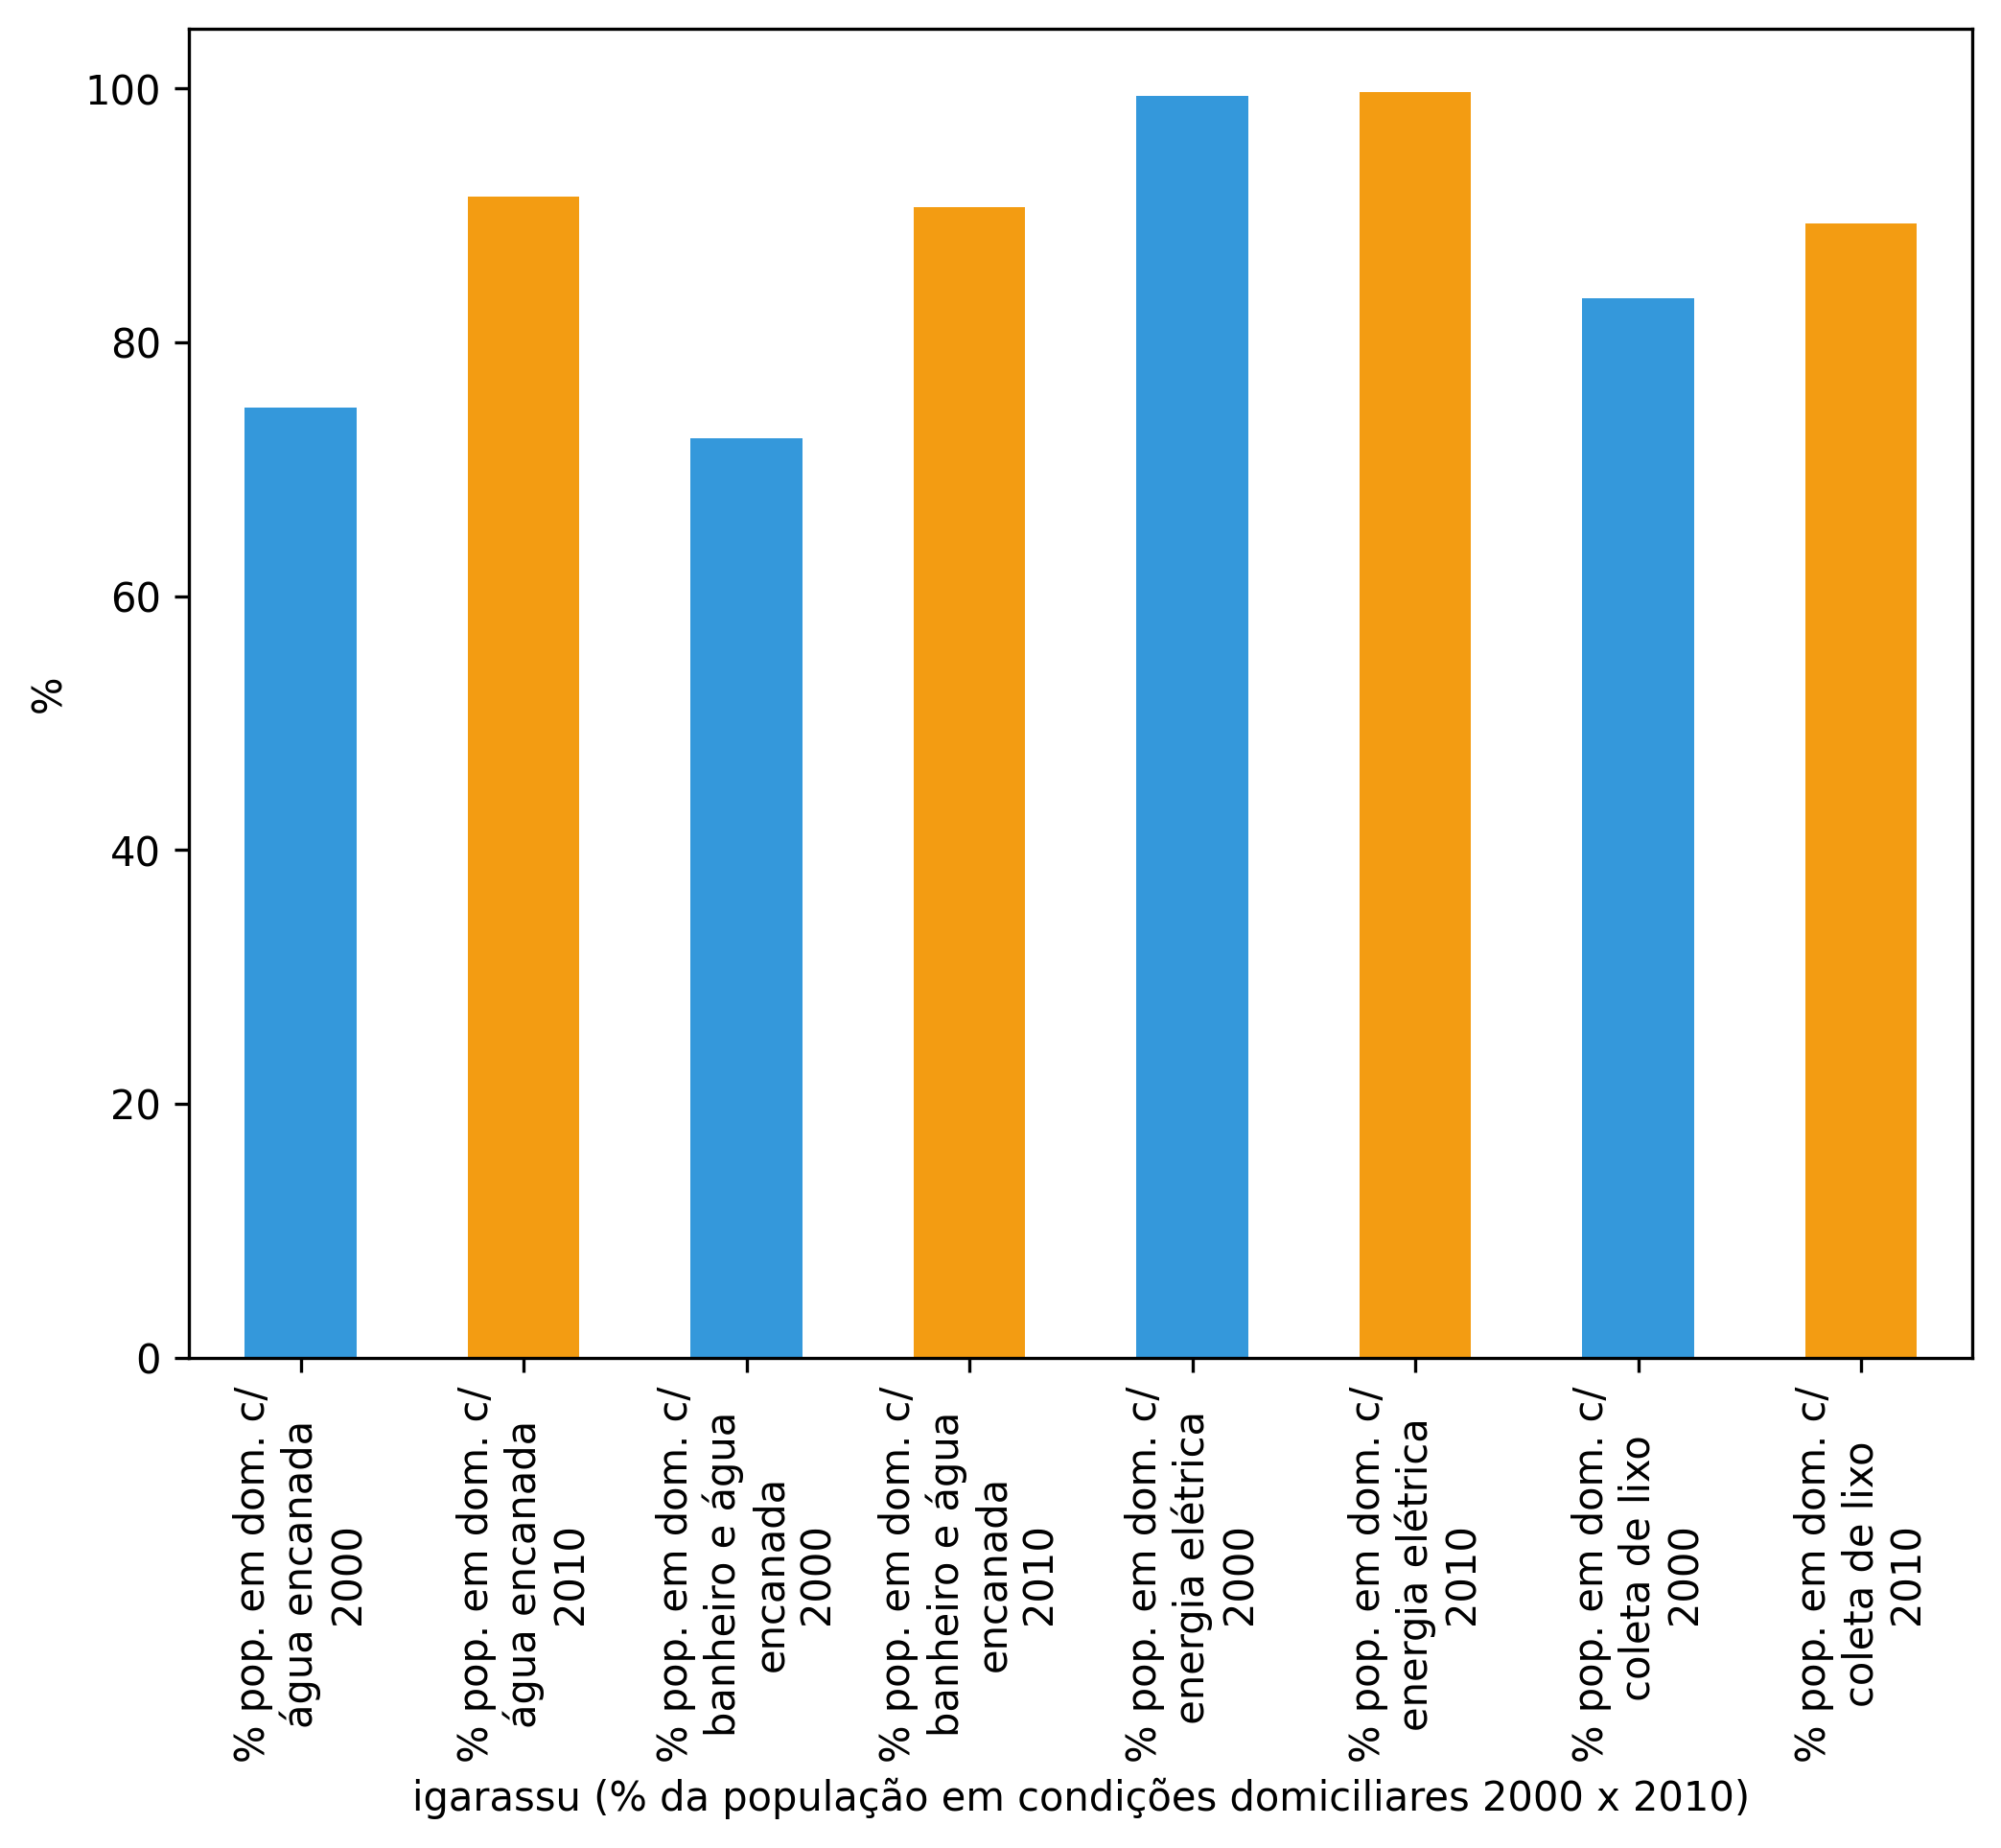 %
100
80
60
40
20
0
% pop. em dom. c/
água encanada
2000
% pop. em dom. c/
água encanada
2010
% pop. em dom. c/
banheiro e água
encanada
2000
% pop. em dom. c/
banheiro e água
encanada
2010
% pop. em dom. c/
energia elétrica
2000
% pop. em dom. c/
energia elétrica
2010
% pop. em dom. c/
coleta de lixo
2000
% pop. em dom. c/
coleta de lixo
2010
igarassu (% da população em condições domiciliares 2000 x 2010)